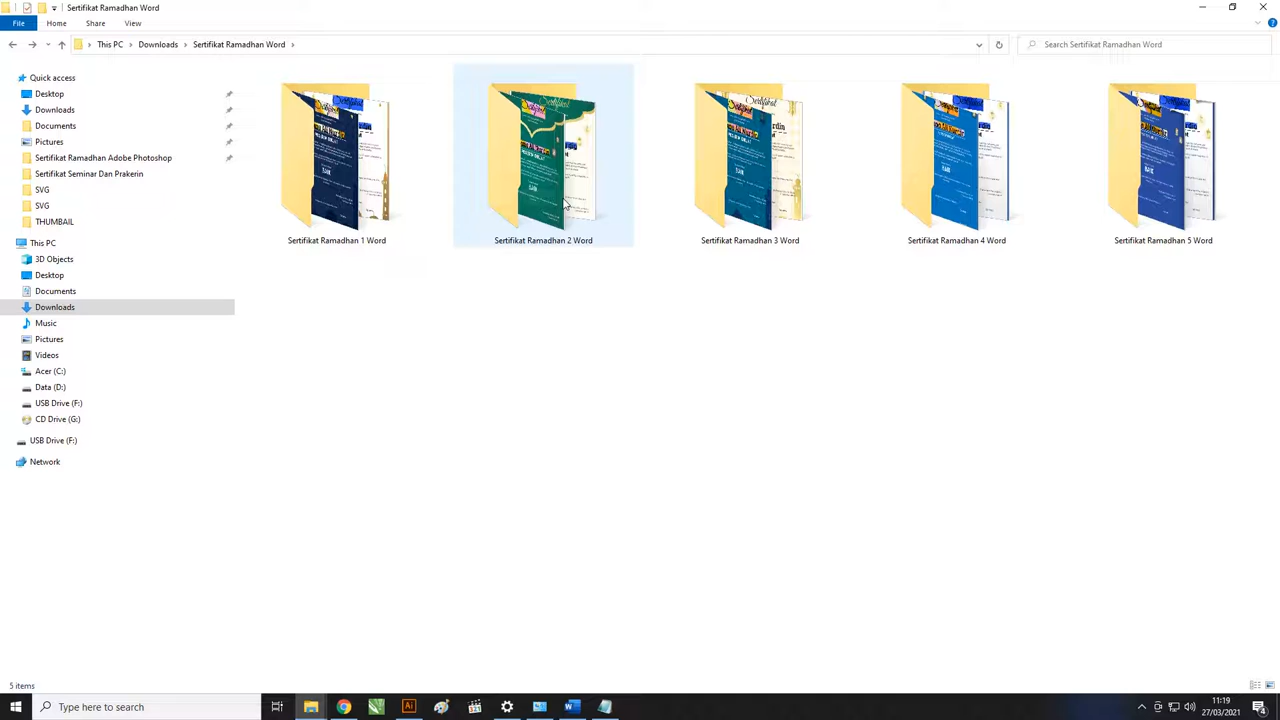 Sertifikat Ramadhan Word
File
Home
Share
View
This PC
Downloads
Sertifikat Ramadhan Word
Search Sertifikat Ramadhan Word
Quick access
Desktop
Downloads
Documents
Pictures
Sertifikat Ramadhan Adobe Photoshop
Sertifikat Seminar Dan Prakerin
SVG
SVG
THUMBAIL
This PC
3D Objects
Desktop
Documents
Downloads
Music
Pictures
Videos
Acer (C:)
Data (D:)
USB Drive (F:)
CD Drive (G:)
USB Drive (F:)
Network
Sertifikat Ramadhan 1 Word
Sertifikat Ramadhan 2 Word
Sertifikat Ramadhan 3 Word
Sertifikat Ramadhan 4 Word
Sertifikat Ramadhan 5 Word
5 items
Type here to search
11:19
27/03/2021